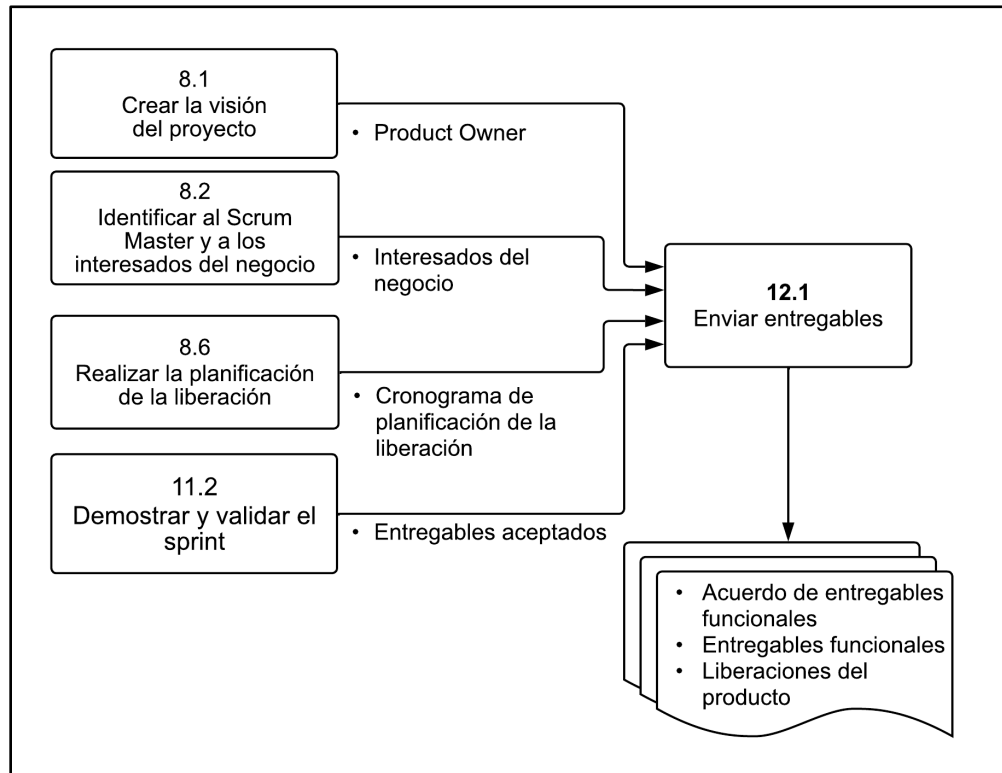 8.1
Crear la visión
del proyecto
• Product Owner
8.2
Identificar al Scrum
Master y a los
interesados del negocio
• Interesados del
negocio
8.6
Realizar la planificación
de la liberación
• Cronograma de
planificación de la
liberación
11.2
Demostrar y validar el
sprint
• Entregables aceptados
12.1
Enviar entregables
• Acuerdo de entregables
funcionales
• Entregables funcionales
• Liberaciones del
producto